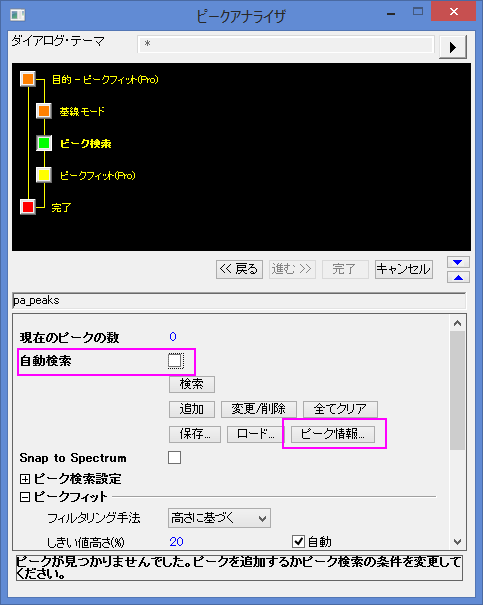 ピークアナライザ
ダイアログ・テーマ *
目的 - ピークフィット(Pro)
基線モード
ピーク検索
ピークフィット(Pro)
完了
<< 戻る 進む >> 完了 キャンセル
pa_peaks
現在のピークの数 0
自動検索
検索
追加 変更/削除 全てクリア
保存... ロード... ピーク情報...
Snap to Spectrum
ピーク検索設定
ピークフィット
フィルタリング手法 高さに基づく
しきい値高さ(%) 20 自動
ピークが見つかりませんでした。ピークを追加するかピーク検索の条件を変更して
ください。